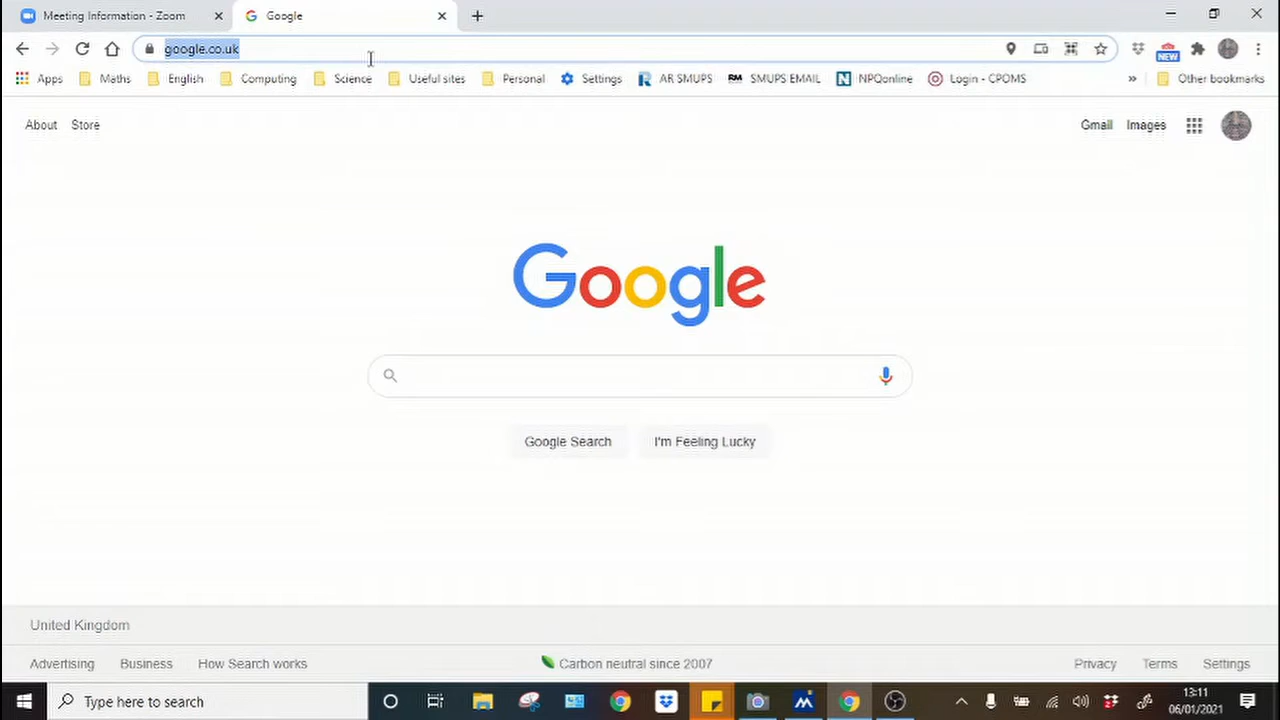 Meeting Information - Zoom
Google
google.co.uk
Apps Maths English Computing Science Useful sites Personal Settings AR SMUPS RM SMUPS EMAIL N NPQonline Login - CPOMS » Other bookmarks
NEW
About Store Gmail Images
Google
Google Search I'm Feeling Lucky
United Kingdom
Advertising Business How Search works Carbon neutral since 2007 Privacy Terms Settings
Type here to search
13:11
06/01/2021